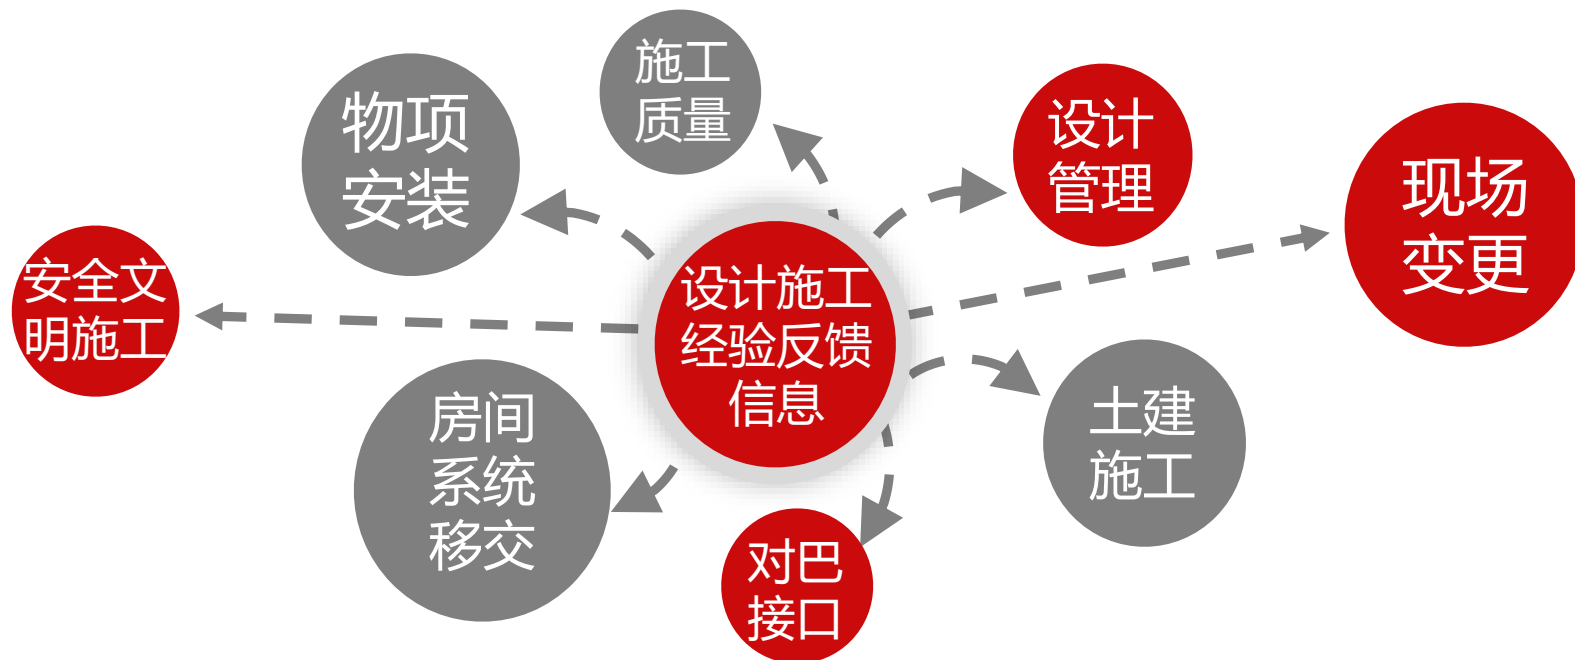 施工
质量
物项
安装
设计
管理
现场
变更
安全文
明施工
设计施工
经验反馈
信息
房间
系统
移交
土建
施工
对巴
接口